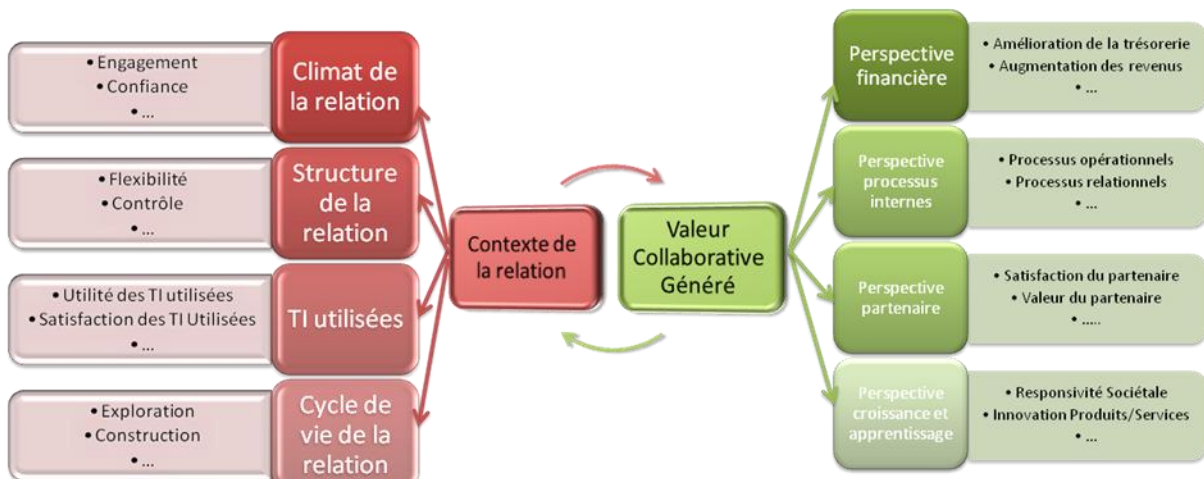 • Engagement
• Confiance
• ...
Climat de
la relation
• Flexibilité
• Contrôle
• ...
Structure
de la
relation
• Utilité des TI utilisées
• Satisfaction des TI Utilisées
• ...
TI utilisées
• Exploration
• Construction
• ...
Cycle de
vie de la
relation
Contexte de
la relation
Valeur
Collaborative
Généré
Perspective
financière
• Amélioration de la trésorerie
• Augmentation des revenus
• ...
Perspective
processus
internes
• Processus opérationnels
• Processus relationnels
• ...
Perspective
partenaire
• Satisfaction du partenaire
• Valeur du partenaire
• .....
Perspective
croissance et
apprentissage
• Responsivité Sociétale
• Innovation Produits/Services
• ...